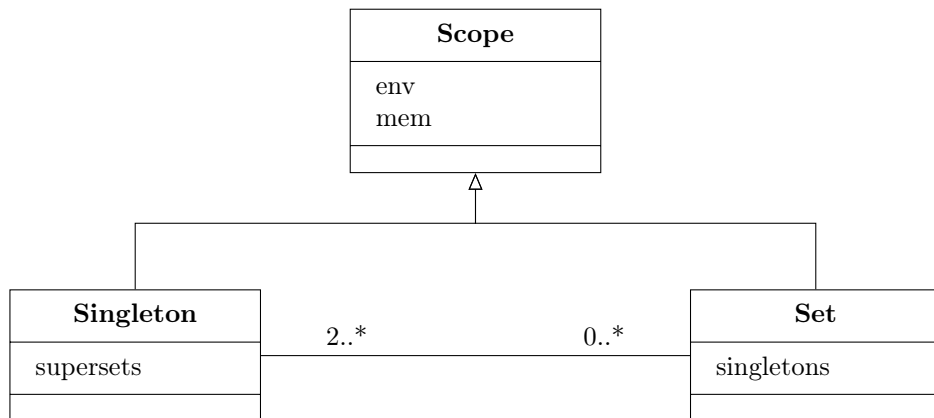 Scope
env
mem
Singleton
supersets
2..*
0..*
Set
singletons